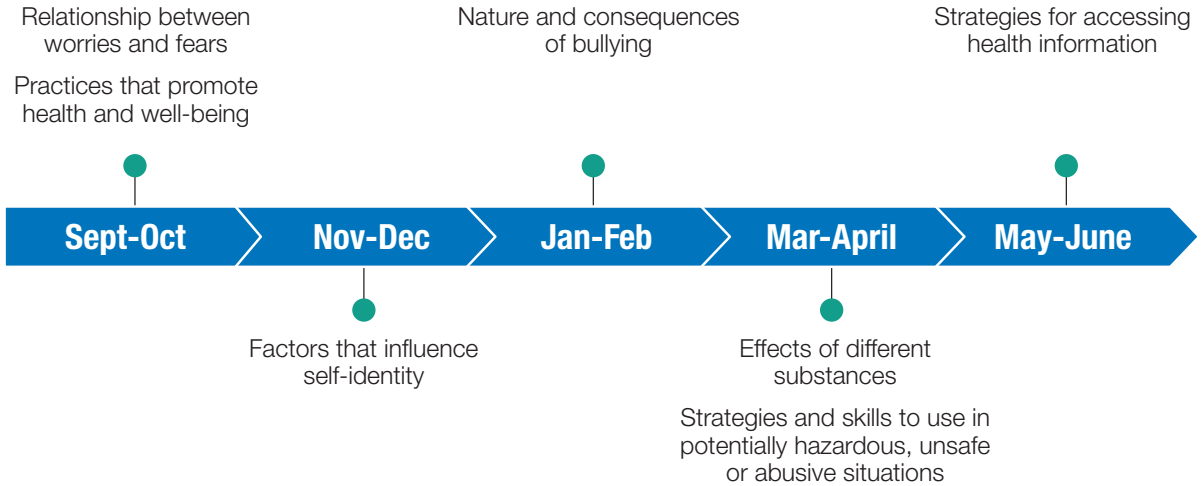 Relationship between
worries and fears
Practices that promote
health and well-being
Nature and consequences
of bullying
Strategies for accessing
health information
Sept-Oct
Nov-Dec
Jan-Feb
Mar-April
May-June
Factors that influence
self-identity
Effects of different
substances
Strategies and skills to use in
potentially hazardous, unsafe
or abusive situations